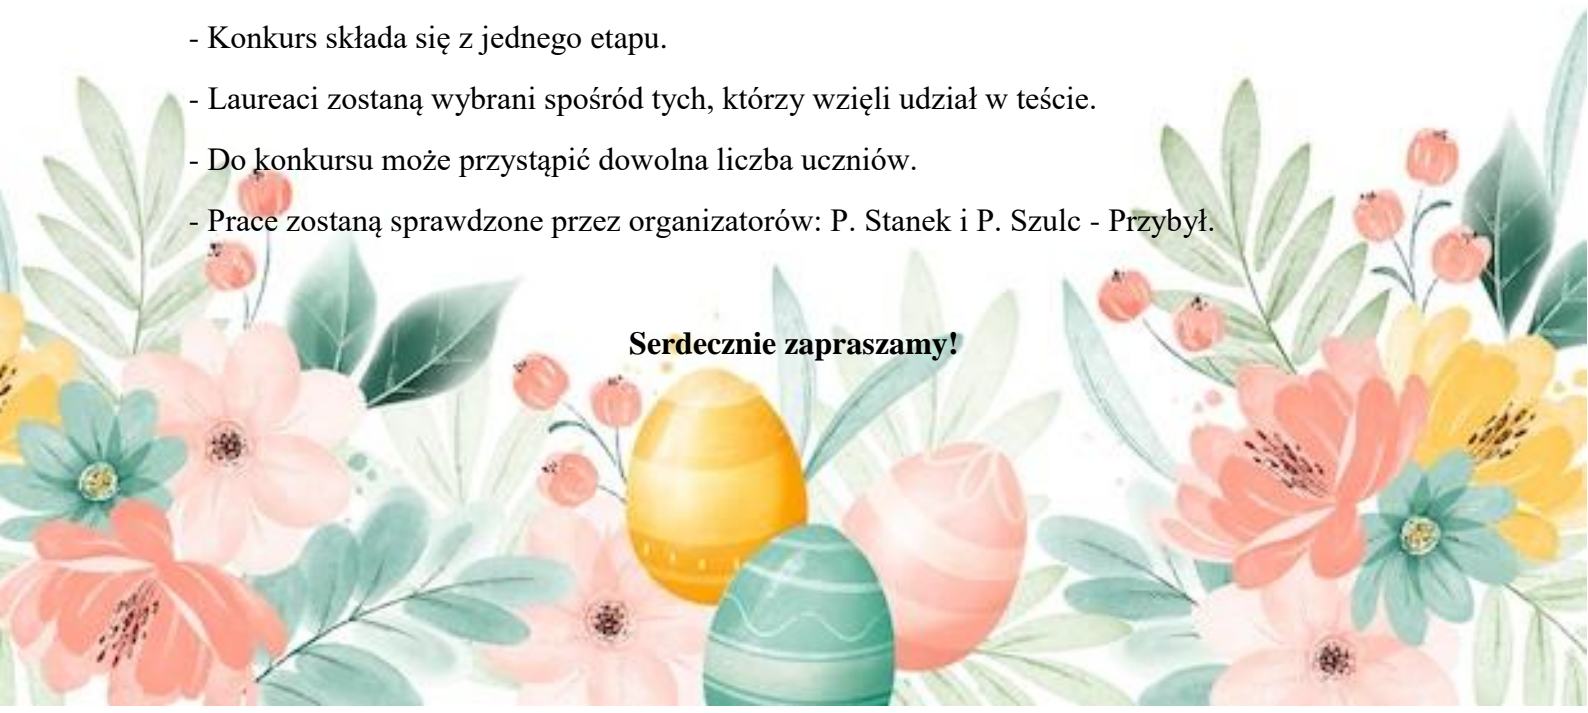 - Konkurs składa się z jednego etapu.
- Laureaci zostaną wybrani spośród tych, którzy wzięli udział w teście.
- Do konkursu może przystąpić dowolna liczba uczniów.
- Prace zostaną sprawdzone przez organizatorów: P. Stanek i P. Szulc - Przybył.
Serdecznie zapraszamy!